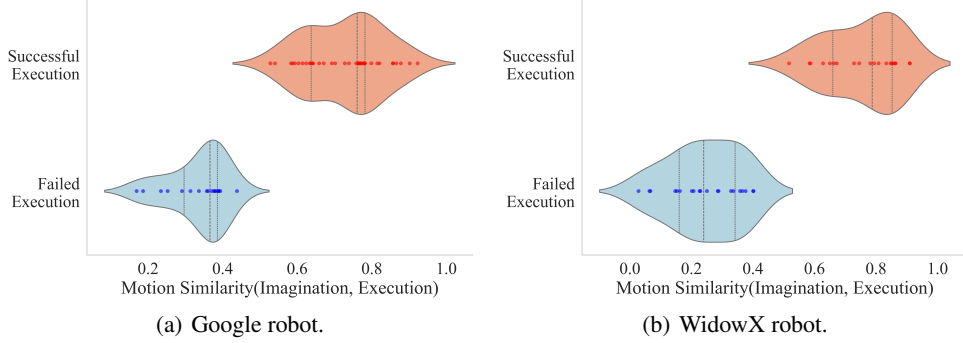 Successful
Execution
Failed
Execution
0.2 0.4 0.6 0.8 1.0
Motion Similarity(Imagination, Execution)
(a) Google robot.
Successful
Execution
Failed
Execution
0.0 0.2 0.4 0.6 0.8 1.0
Motion Similarity(Imagination, Execution)
(b) WidowX robot.